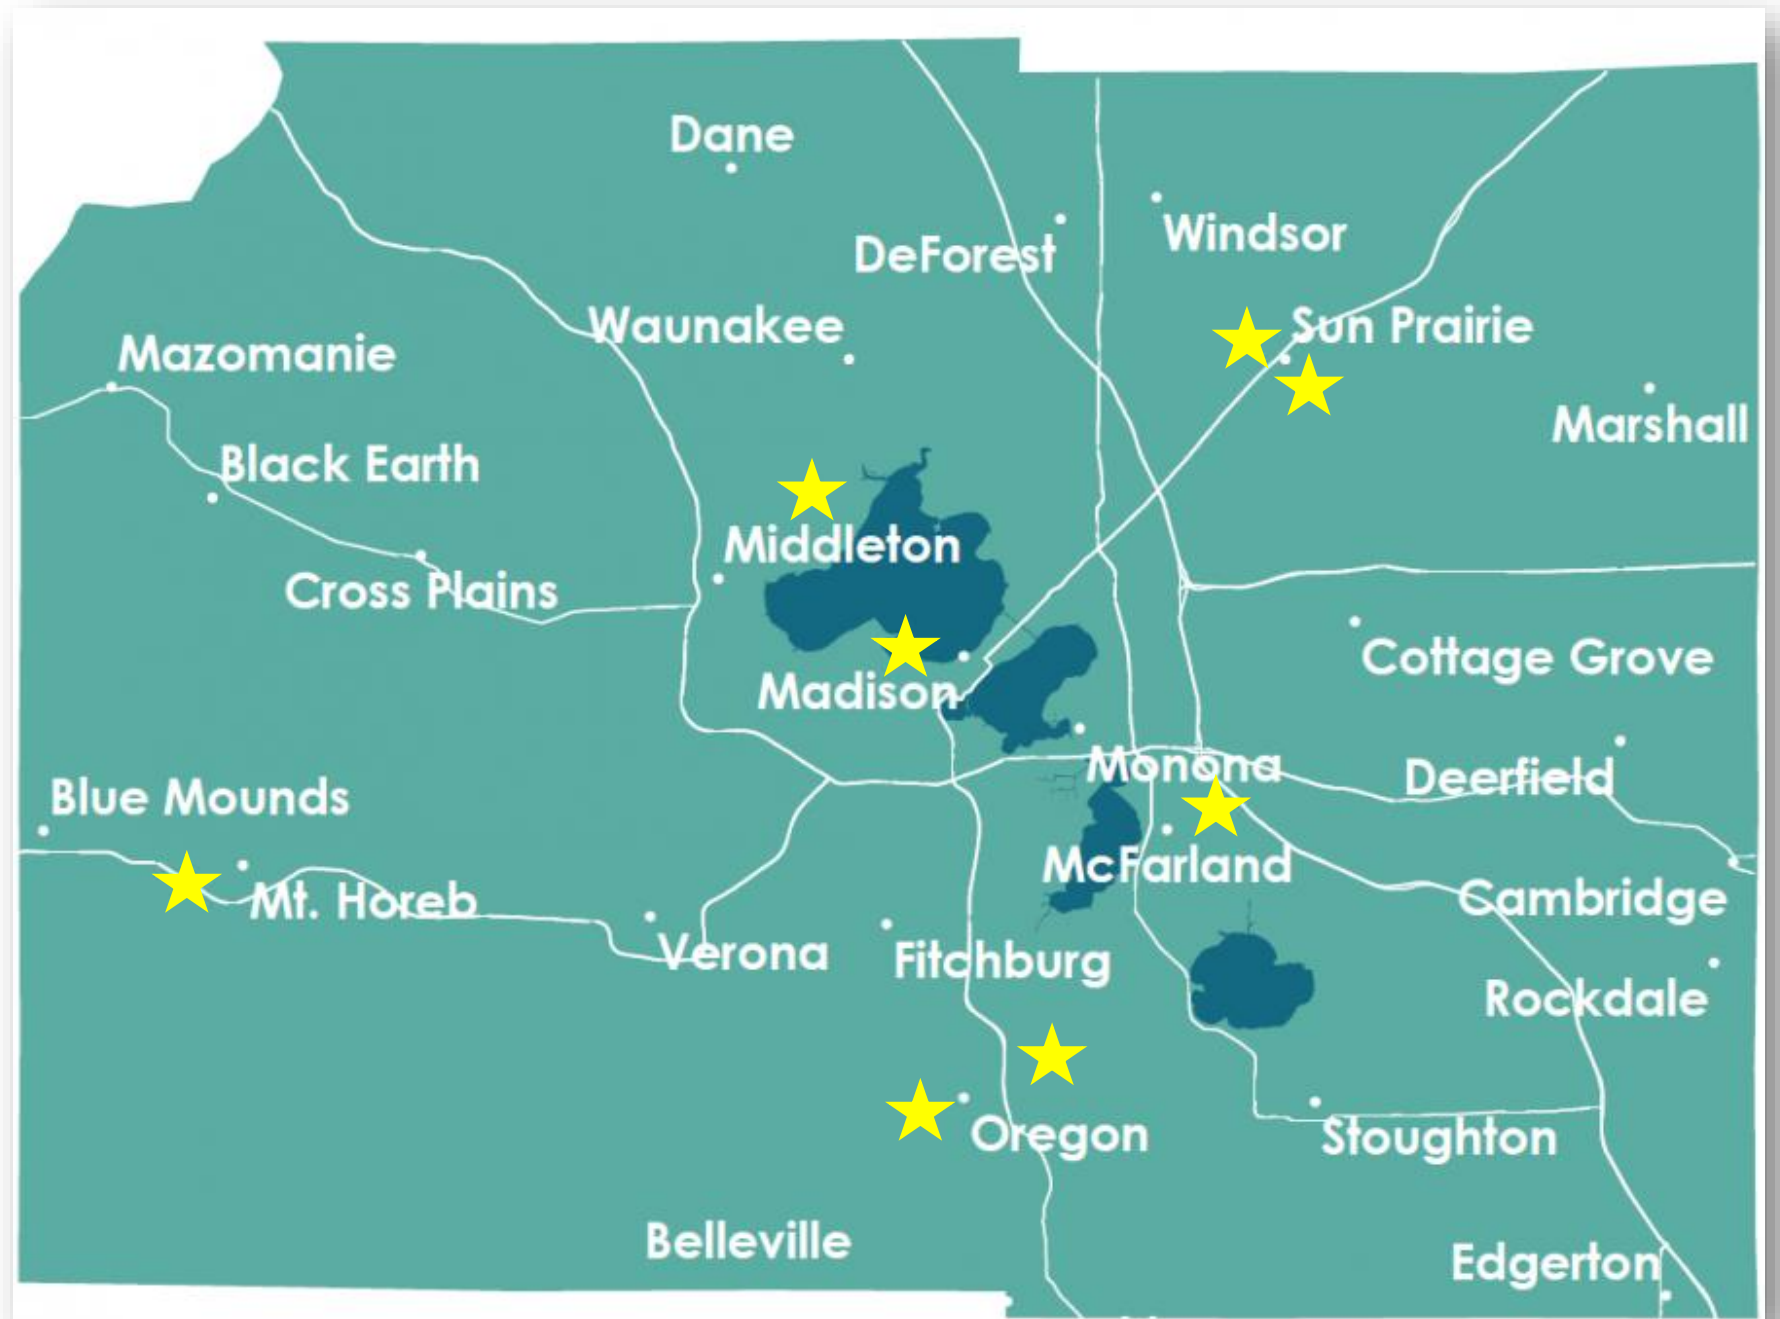 Dane
Windsor
DeForest
Waunakee
Sun Prairie
Mazomanie
Marshall
Black Earth
Middleton
Cross Plains
Cottage Grove
Madison
Monona
Deerfield
Blue Mounds
McFarland
Mt. Horeb
Cambridge
Verona
Fitchburg
Rockdale
Oregon
Stoughton
Belleville
Edgerton